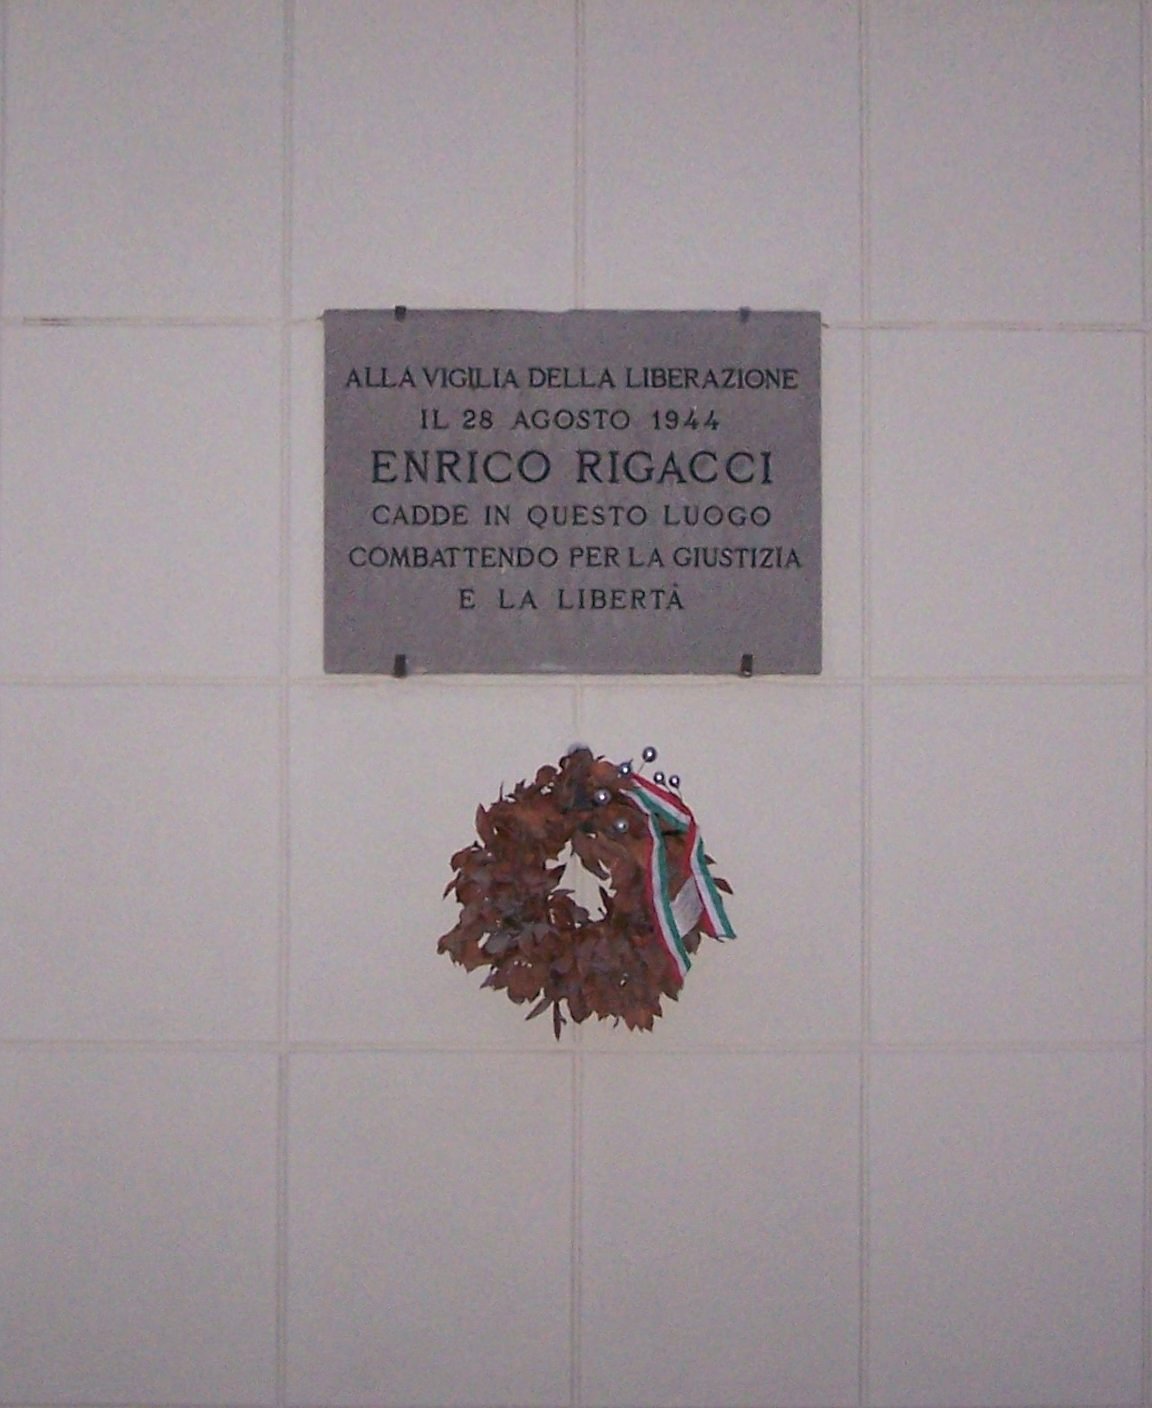 ALLA VIGILIA DELLA LIBERAZIONE
IL 28 AGOSTO 1944
ENRICO RIGACCI
CADDE IN QUESTO LUOGO
COMBATTENDO PER LA GIUSTIZIA
E LA LIBERTÀ